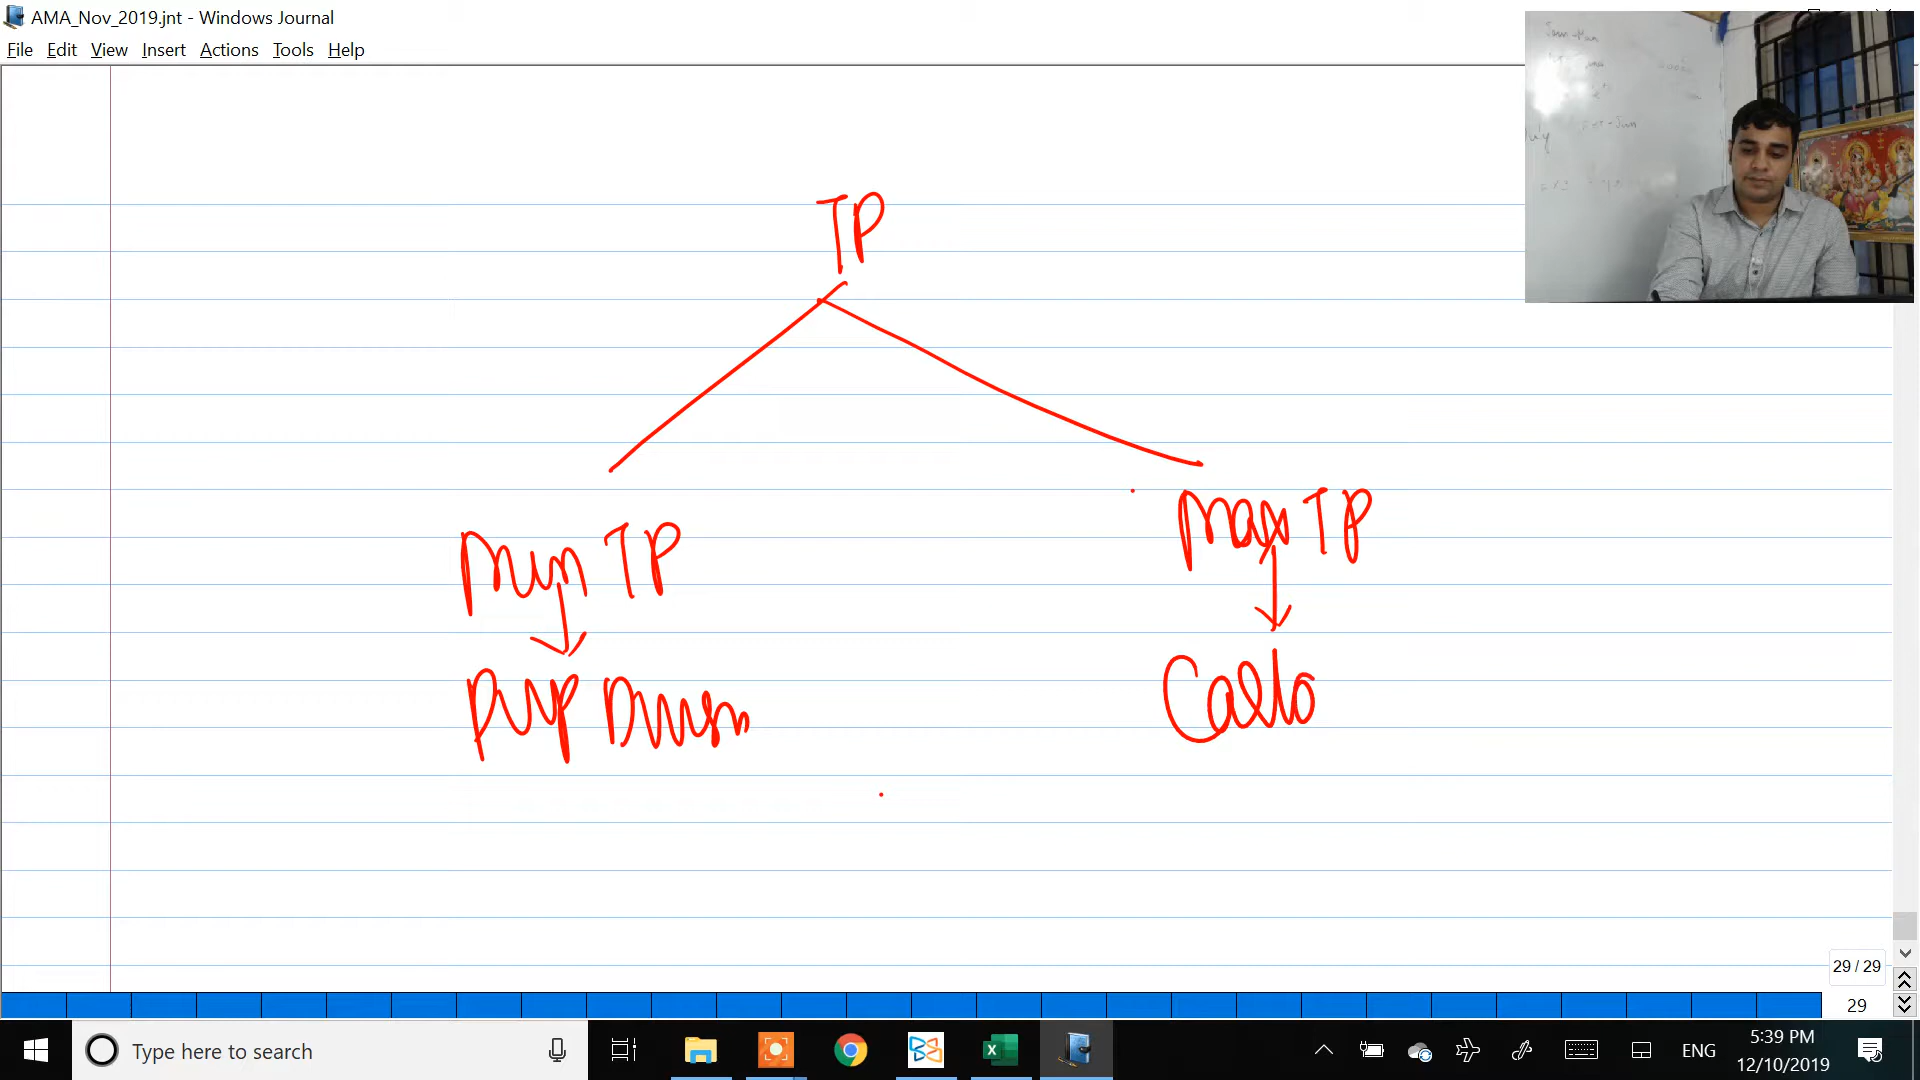 AMA_Nov_2019.jnt - Windows Journal
File Edit View Insert Actions Tools Help
TP
Min TP
Max TP
29 / 29
29
Type here to search
ENG
5:39 PM
12/10/2019